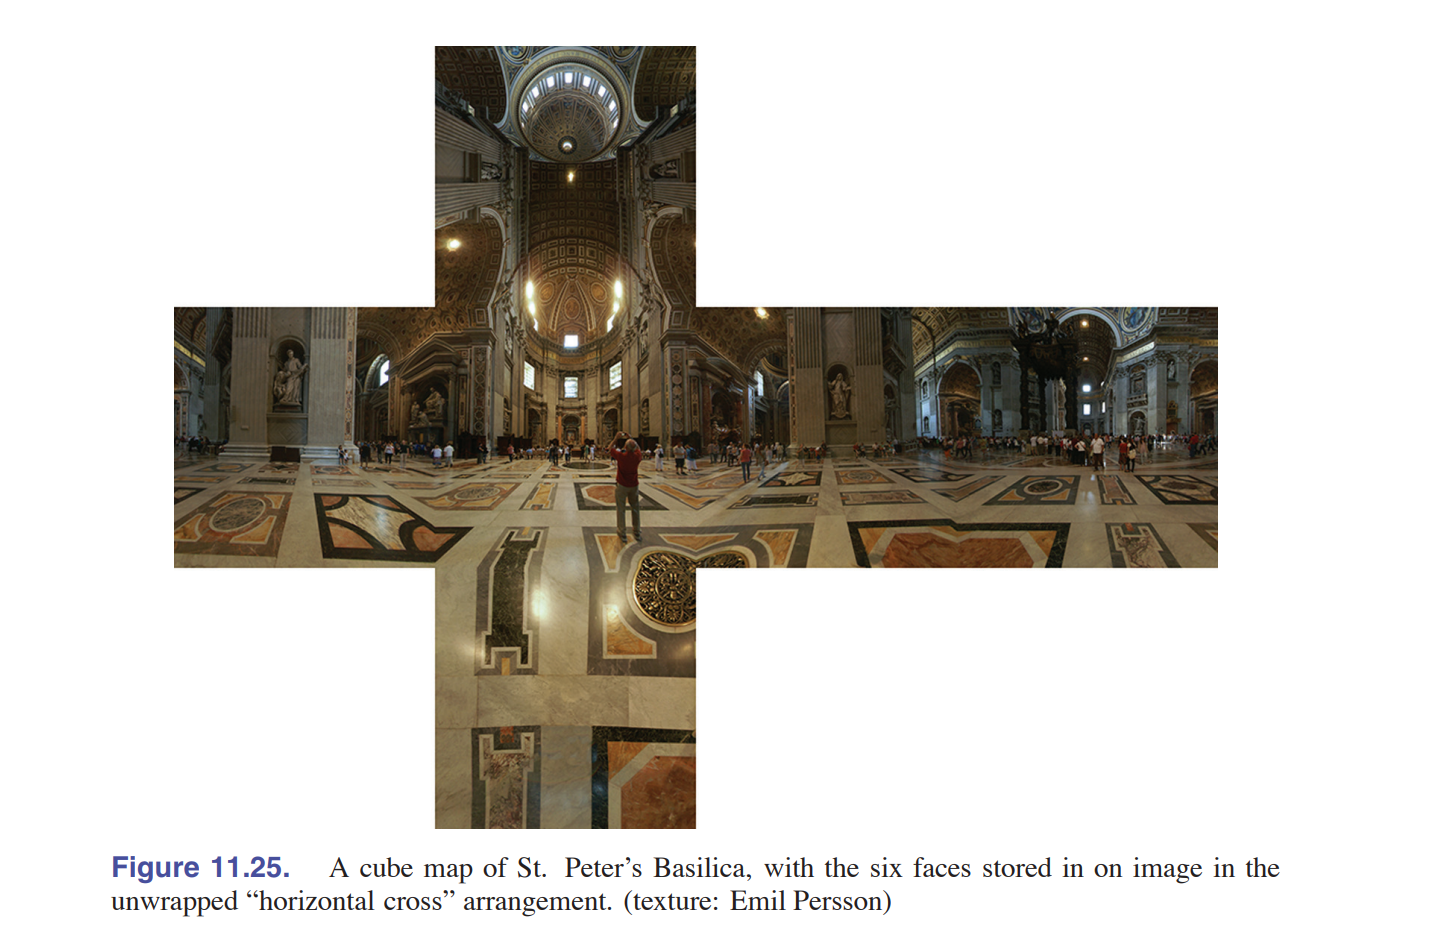 Figure 11.25. A cube map of St. Peter's Basilica, with the six faces stored in on image in the
unwrapped “horizontal cross” arrangement. (texture: Emil Persson)